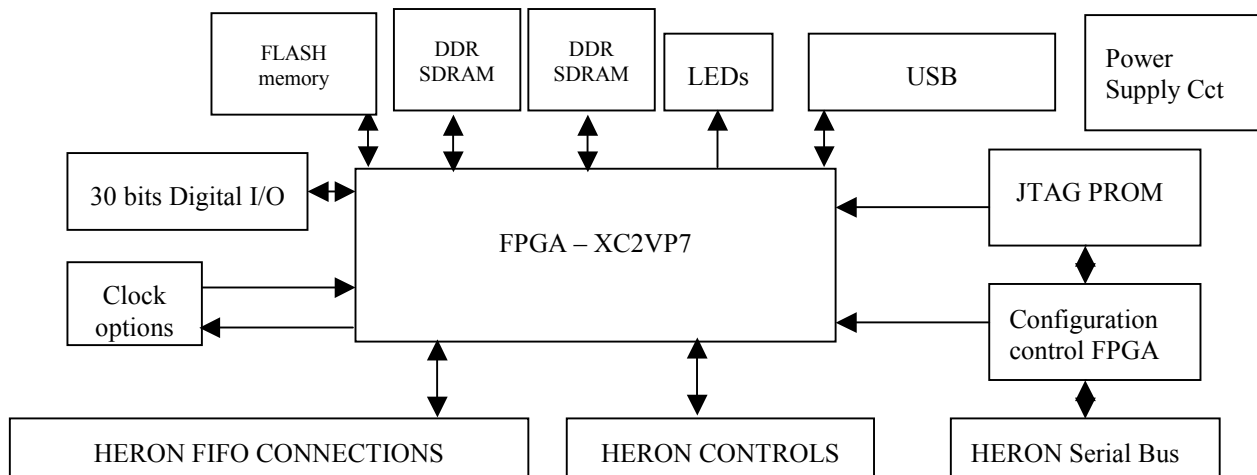 FLASH
memory
DDR
SDRAM
DDR
SDRAM
LEDs
USB
Power
Supply Cct
30 bits Digital I/O
FPGA – XC2VP7
JTAG PROM
Clock
options
Configuration
control FPGA
HERON FIFO CONNECTIONS
HERON CONTROLS
HERON Serial Bus